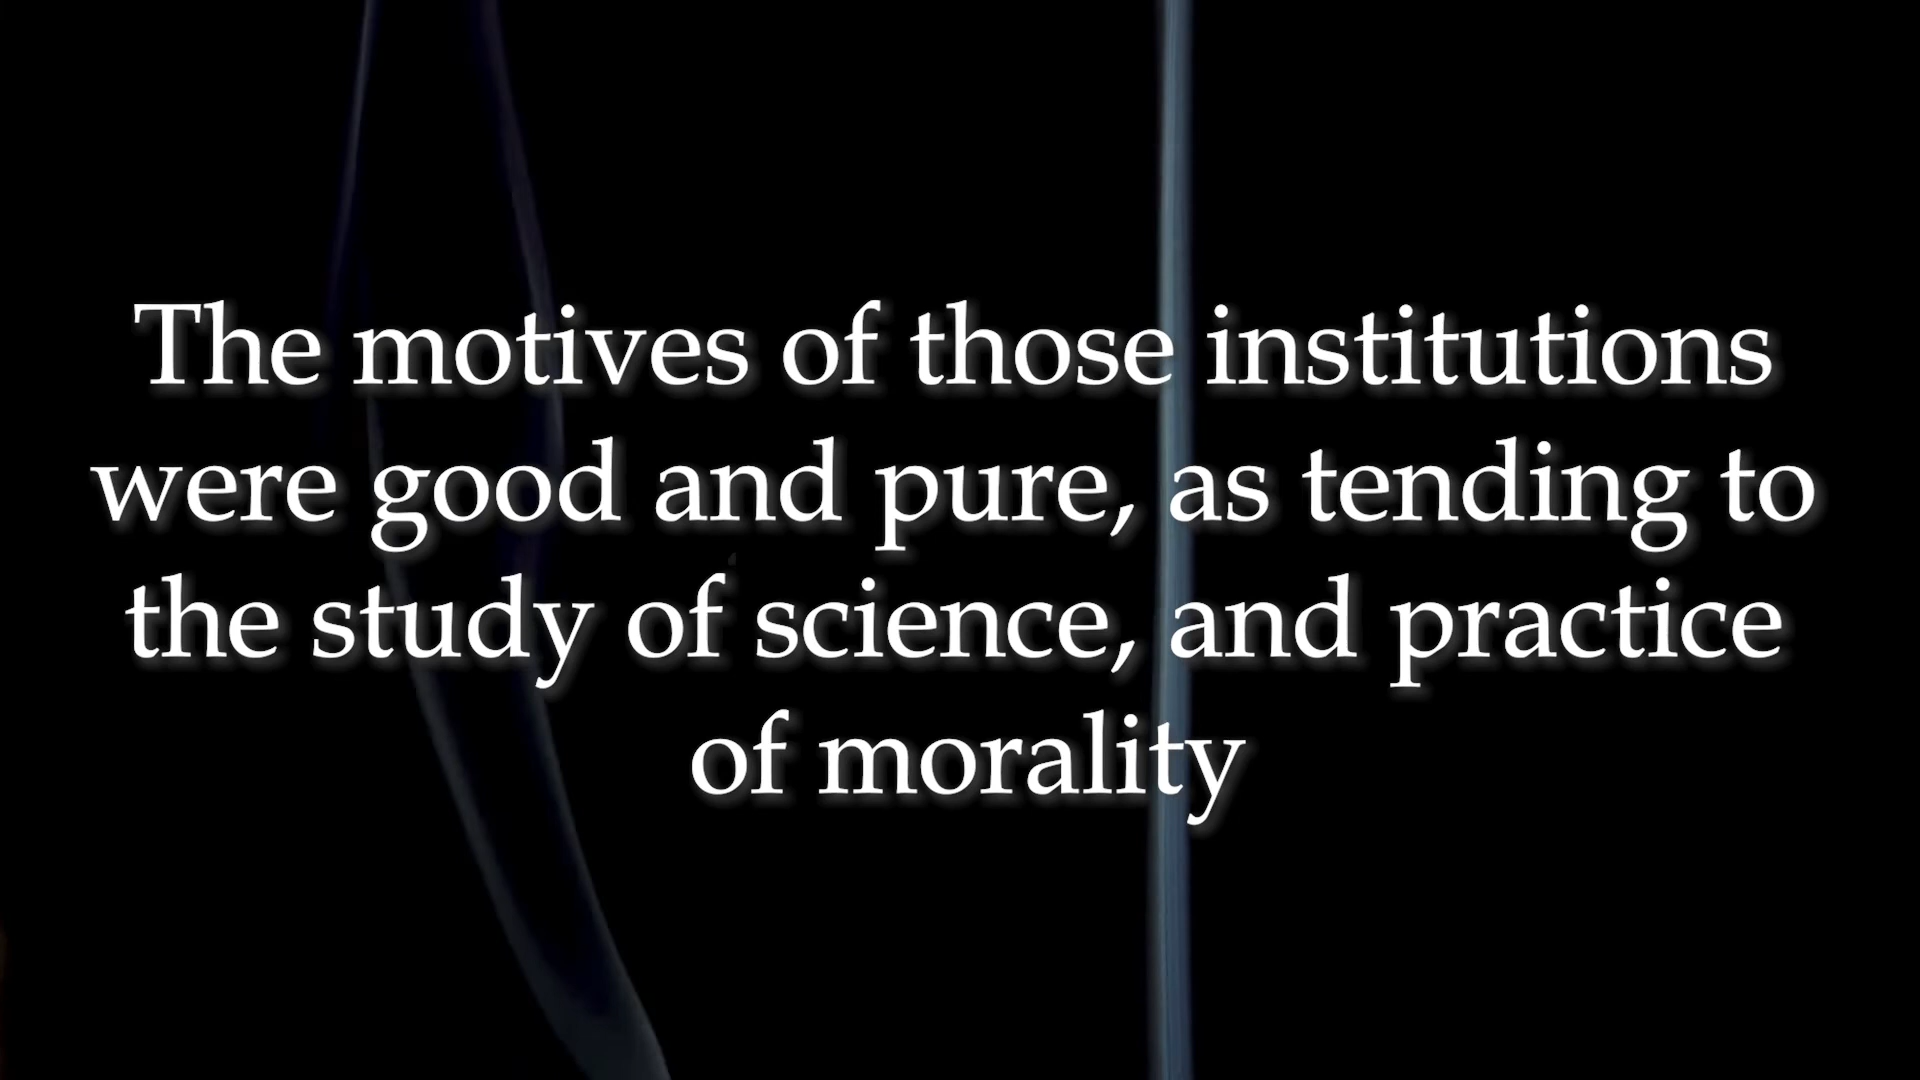 The motives of those institutions
were good and pure, as tending to
the study of science, and practice
of morality